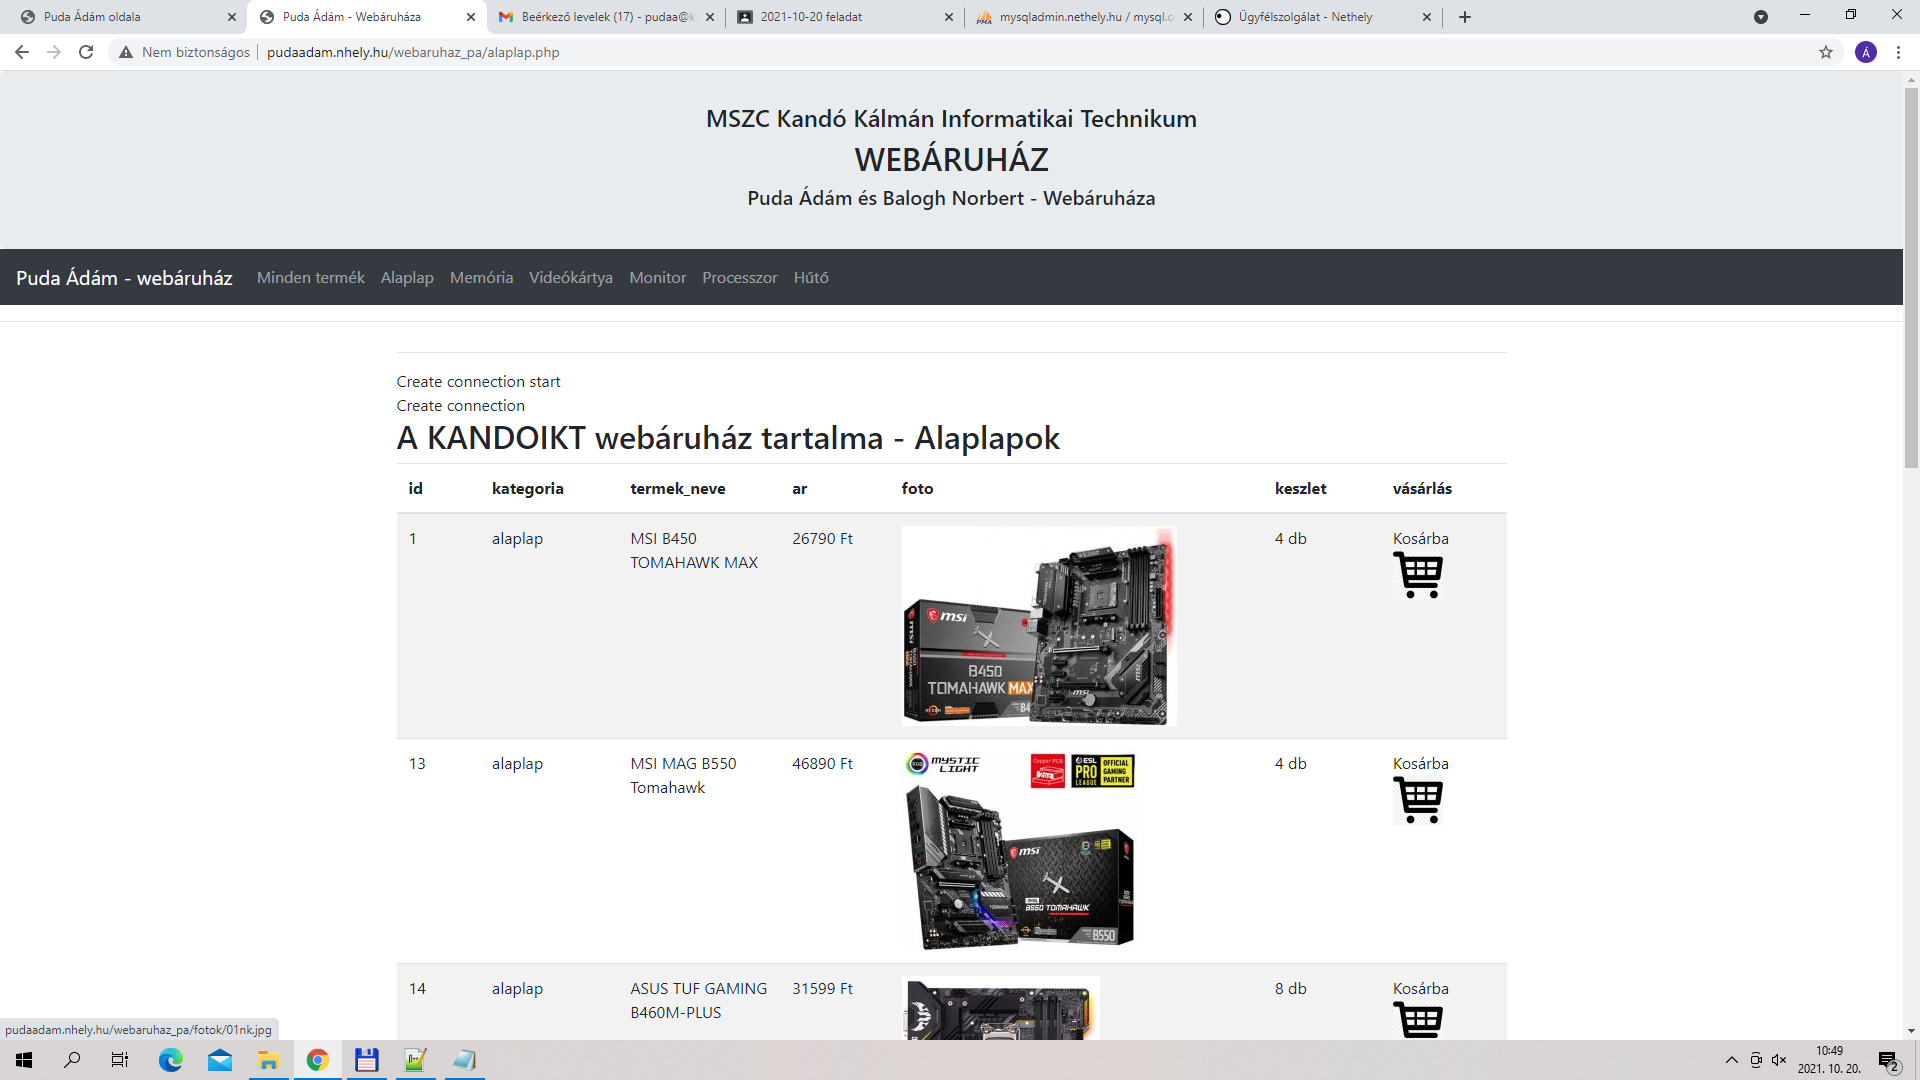 Puda Ádám oldala
Puda Ádám - Webáruháza
Beérkező levelek (17) - pudaa@k
2021-10-20 feladat
mysqladmin.nethely.hu / mysql.o
Ügyfélszolgálat - Nethely
Nem biztonságos
pudaadam.nhely.hu/webaruhaz_pa/alaplap.php
Á
MSZC Kandó Kálmán Informatikai Technikum
WEBÁRUHÁZ
Puda Ádám és Balogh Norbert - Webáruháza
Puda Ádám - webáruház Minden termék Alaplap Memória Videókártya Monitor Processzor Hűtő
Create connection start
Create connection
A KANDOIKT webáruház tartalma - Alaplapok
id kategoria termek_neve ar foto keszlet vásárlás
1 alaplap MSI B450 26790 Ft 4 db Kosárba
TOMAHAWK MAX
msi
B450
TOMAHAWK MAX
msi
13 alaplap MSI MAG B550 46890 Ft 4 db Kosárba
Tomahawk
MYSTIC
LIGHT
Copper PCB
ESL
PRO
LEAGUE
OFFICIAL
GAMING
PARTNER
msi
B550 TOMAHAWK
B550
14 alaplap ASUS TUF GAMING 31599 Ft 8 db Kosárba
B460M-PLUS
pudaadam.nhely.hu/webaruhaz_pa/fotok/01nk.jpg
10:49
2021. 10. 20.
2